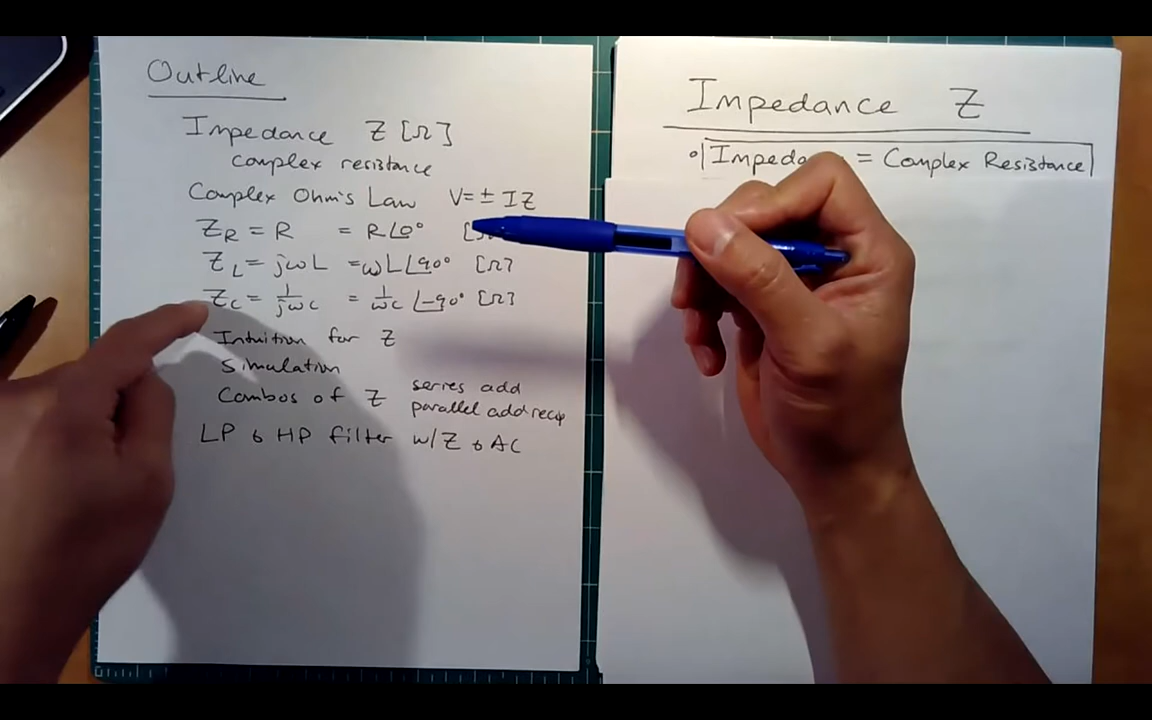 Outline
Impedance Z [Ω]
complex resistance
Complex Ohm's Law V=± IZ
Z_R = R = R∠0°
Z_L = jωL =ωL∠90° [Ω]
Z_C = 1/jωC = 1/ωC ∠-90° [Ω]
Intuition for Z
Simulation
Combos of Z series add
parallel add recip
LP & HP filter w/Z & AC
Impedance Z
= Complex Resistance